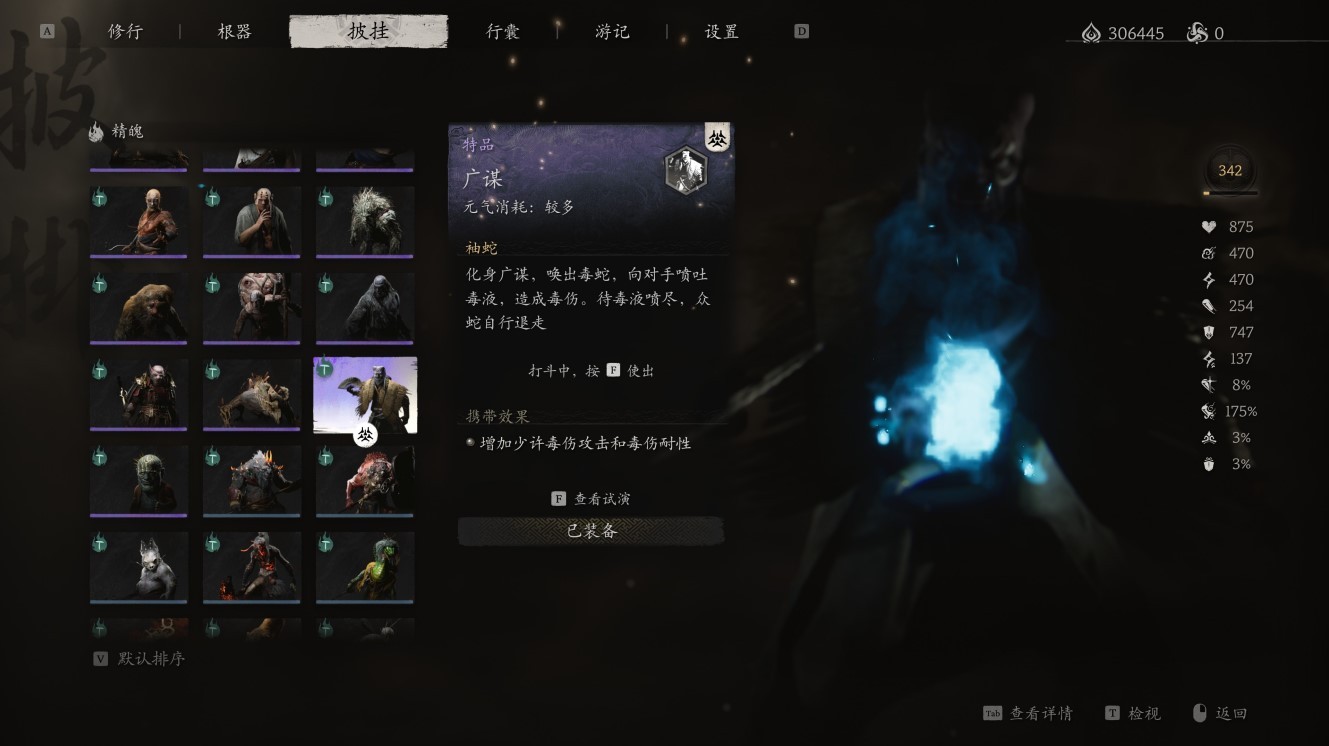 A 修行 根器 披挂 行囊 游记 设置 D 306445 0
披挂
精魄
特品
广谋
元气消耗：较多
袖蛇
化身广谋，唤出毒蛇，向对手喷吐
毒液，造成毒伤。待毒液喷尽，众
蛇自行退走
打斗中，按 F 使出
携带效果
增加少许毒伤攻击和毒伤耐性
F 查看试演
已装备
342
875
470
470
254
747
137
8%
175%
3%
3%
V 默认排序
Tab 查看详情 T 检视 返回